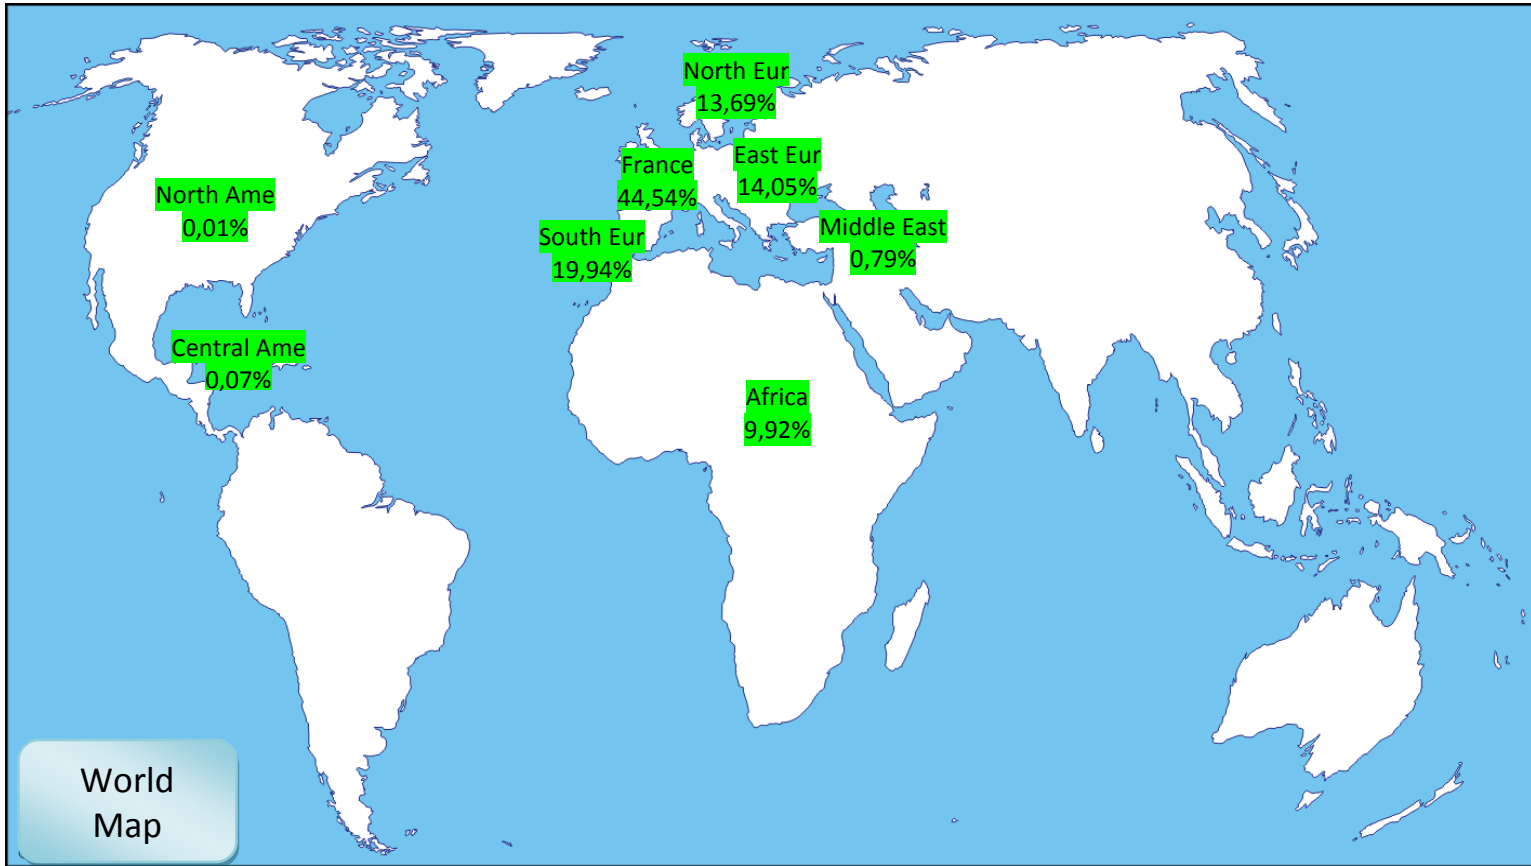 North Eur
13,69%
France
44,54%
East Eur
14,05%
North Ame
0,01%
South Eur
19,94%
Middle East
0,79%
Central Ame
0,07%
Africa
9,92%
World
Map